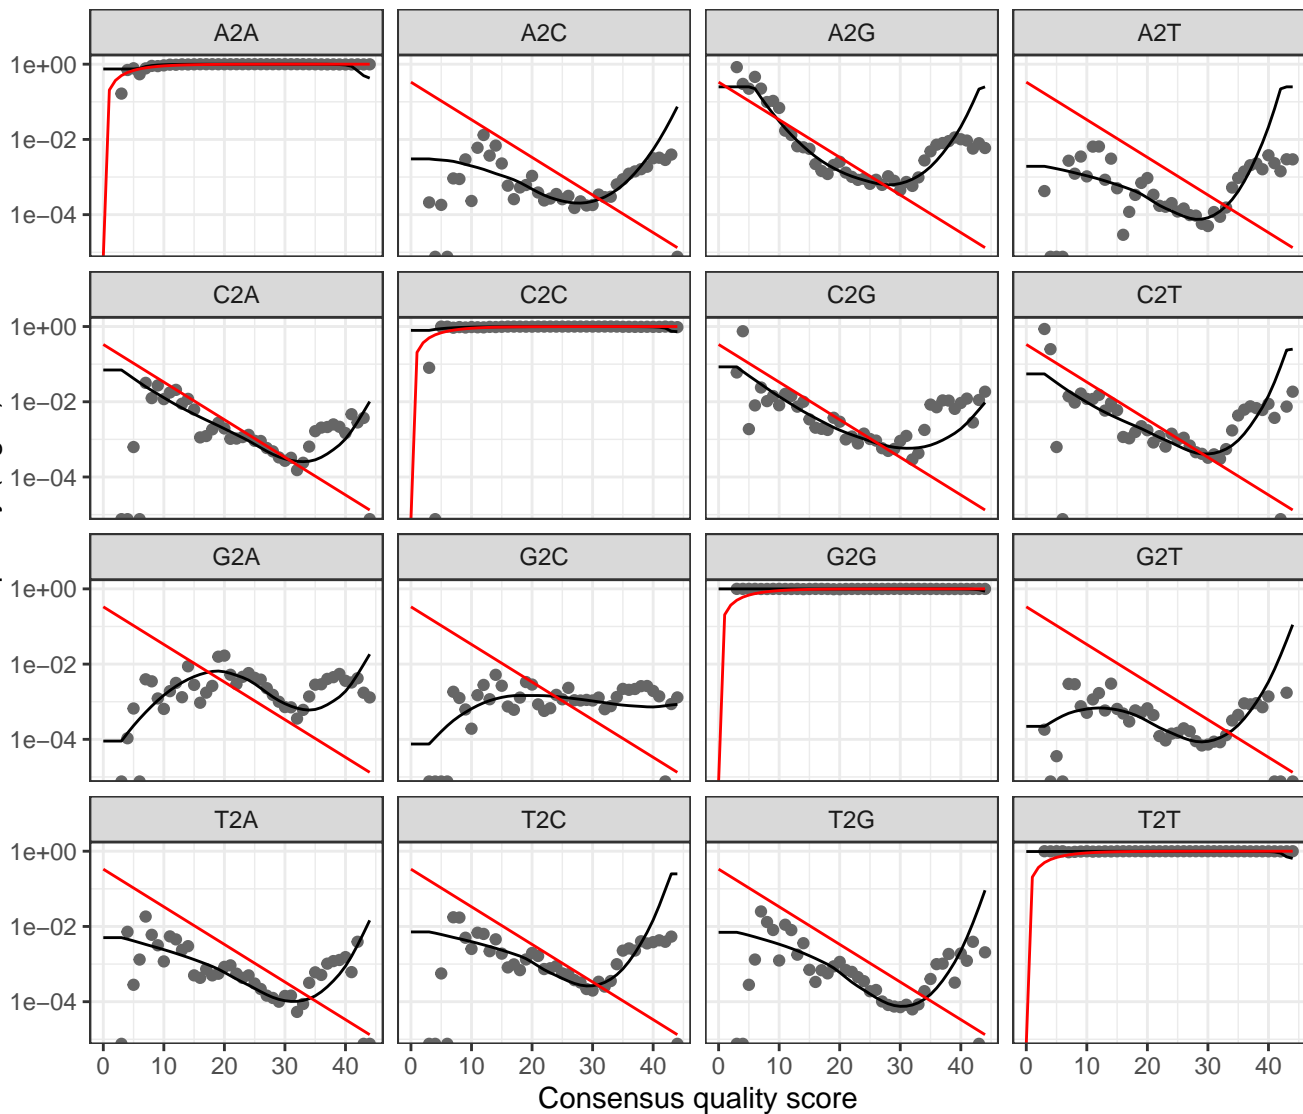 A2A A2C A2G A2T
1e+00
1e−02
1e−04
C2A C2C C2G C2T
1e+00
1e−02
1e−04
G2A G2C G2G G2T
1e+00
1e−02
1e−04
T2A T2C T2G T2T
1e+00
1e−02
1e−04
0 10 20 30 40 0 10 20 30 40 0 10 20 30 40 0 10 20 30 40
Consensus quality score